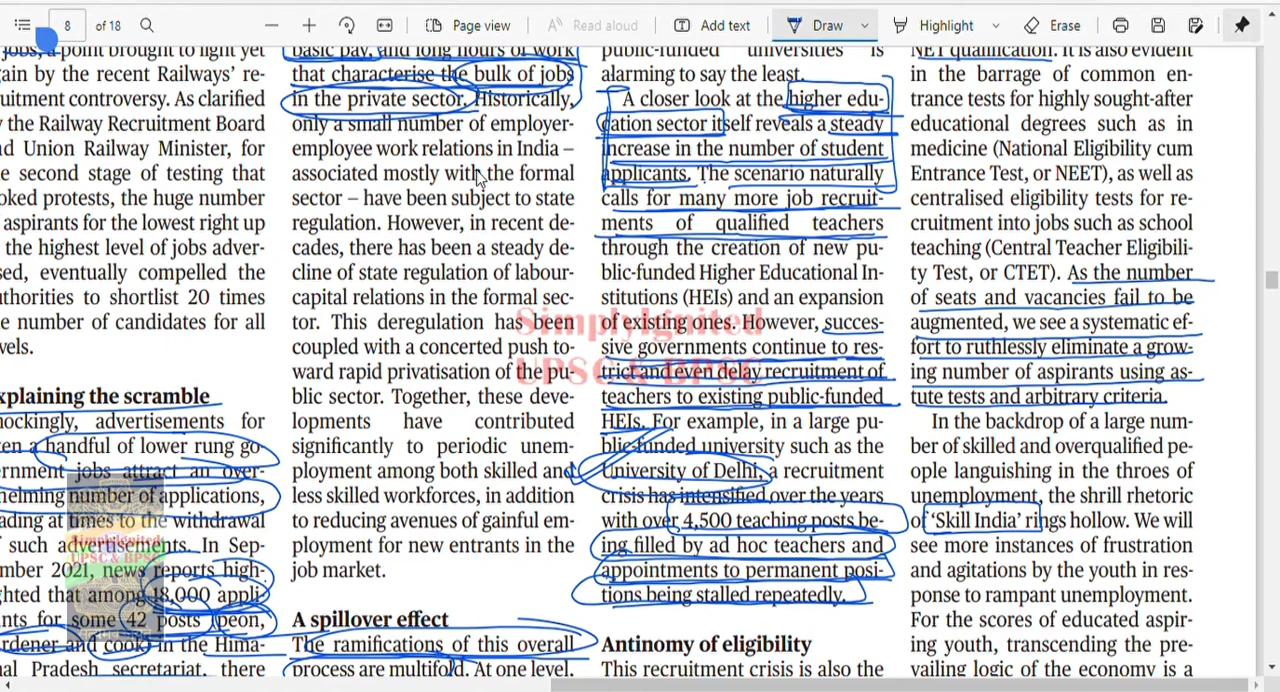 8 of 18 Page view Read aloud Add text Draw Highlight Erase
jobs, a point brought to light yet
gain by the recent Railways' re-
uitment controversy. As clarified
y the Railway Recruitment Board
nd Union Railway Minister, for
e second stage of testing that
oked protests, the huge number
aspirants for the lowest right up
the highest level of jobs adver-
sed, eventually compelled the
uthorities to shortlist 20 times
e number of candidates for all
vels.
xplaining the scramble
hockingly, advertisements for
en a handful of lower rung go
ernment jobs attract an over-
helming number of applications,
ading at times to the withdrawal
f such advertisements. In Sep-
mber 2021, news reports high-
ghted that among 18,000 appli
nts for some 42 posts (peon,
rdener and cook) in the Hima-
al Pradesh secretariat, there
basic pay, and long hours of work
that characterise the bulk of jobs
in the private sector. Historically,
only a small number of employer-
employee work relations in India –
associated mostly with the formal
sector – have been subject to state
regulation. However, in recent de-
cades, there has been a steady de-
cline of state regulation of labour-
capital relations in the formal sec-
tor. This deregulation has been
coupled with a concerted push to-
ward rapid privatisation of the pu-
blic sector. Together, these deve-
lopments have contributed
significantly to periodic unem-
ployment among both skilled and
less skilled workforces, in addition
to reducing avenues of gainful em-
ployment for new entrants in the
job market.
A spillover effect
The ramifications of this overall
process are multifold. At one level,
public-funded universities is
alarming to say the least.
A closer look at the higher edu-
cation sector itself reveals a steady
increase in the number of student
applicants. The scenario naturally
calls for many more job recruit-
ments of qualified teachers
through the creation of new pu-
blic-funded Higher Educational In-
stitutions (HEIs) and an expansion
of existing ones. However, succes-
sive governments continue to res-
trict and even delay recruitment of
teachers to existing public-funded
HEIs. For example, in a large pu-
blic-funded university such as the
University of Delhi, a recruitment
crisis has intensified over the years
with over 4,500 teaching posts be-
ing filled by ad hoc teachers and
appointments to permanent posi-
tions being stalled repeatedly.
Antinomy of eligibility
This recruitment crisis is also the
NET qualification. It is also evident
in the barrage of common en-
trance tests for highly sought-after
educational degrees such as in
medicine (National Eligibility cum
Entrance Test, or NEET), as well as
centralised eligibility tests for re-
cruitment into jobs such as school
teaching (Central Teacher Eligibili-
ty Test, or CTET). As the number
of seats and vacancies fail to be
augmented, we see a systematic ef-
fort to ruthlessly eliminate a grow-
ing number of aspirants using as-
tute tests and arbitrary criteria.
In the backdrop of a large num-
ber of skilled and overqualified pe-
ople languishing in the throes of
unemployment, the shrill rhetoric
of 'Skill India' rings hollow. We will
see more instances of frustration
and agitations by the youth in res-
ponse to rampant unemployment.
For the scores of educated aspir-
ing youth, transcending the pre-
vailing logic of the economy is a
SimplyIgnited
UPSC & BPSC
SimplyIgnited
UPSC & BPSC